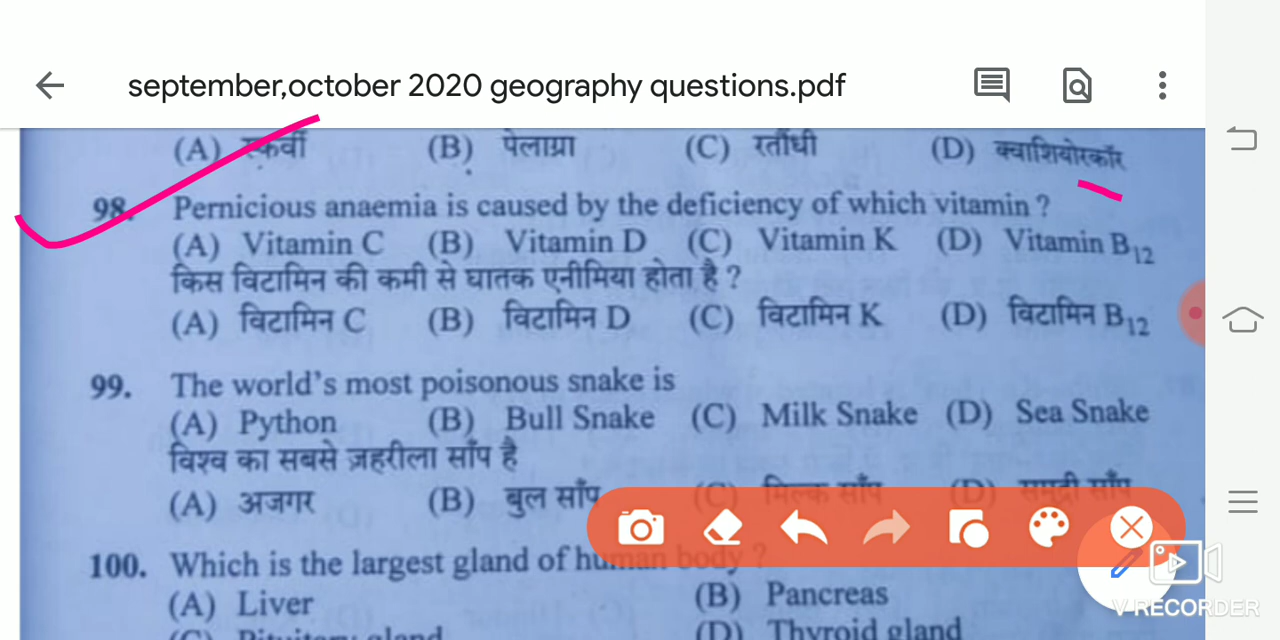 september,october 2020 geography questions.pdf
(A) स्कर्वी (B) पेलाग्रा (C) रतौंधी (D) क्वाशियोरकॉर
98. Pernicious anaemia is caused by the deficiency of which vitamin ?
(A) Vitamin C (B) Vitamin D (C) Vitamin K (D) Vitamin B12
किस विटामिन की कमी से घातक एनीमिया होता है ?
(A) विटामिन C (B) विटामिन D (C) विटामिन K (D) विटामिन B12
99. The world's most poisonous snake is
(A) Python (B) Bull Snake (C) Milk Snake (D) Sea Snake
विश्व का सबसे ज़हरीला साँप है
(A) अजगर (B) बुल साँप (C) मिल्क साँप (D) समुद्री साँप
100. Which is the largest gland of human body ?
(A) Liver (B) Pancreas
(C) Pituitary gland (D) Thyroid gland
V RECORDER